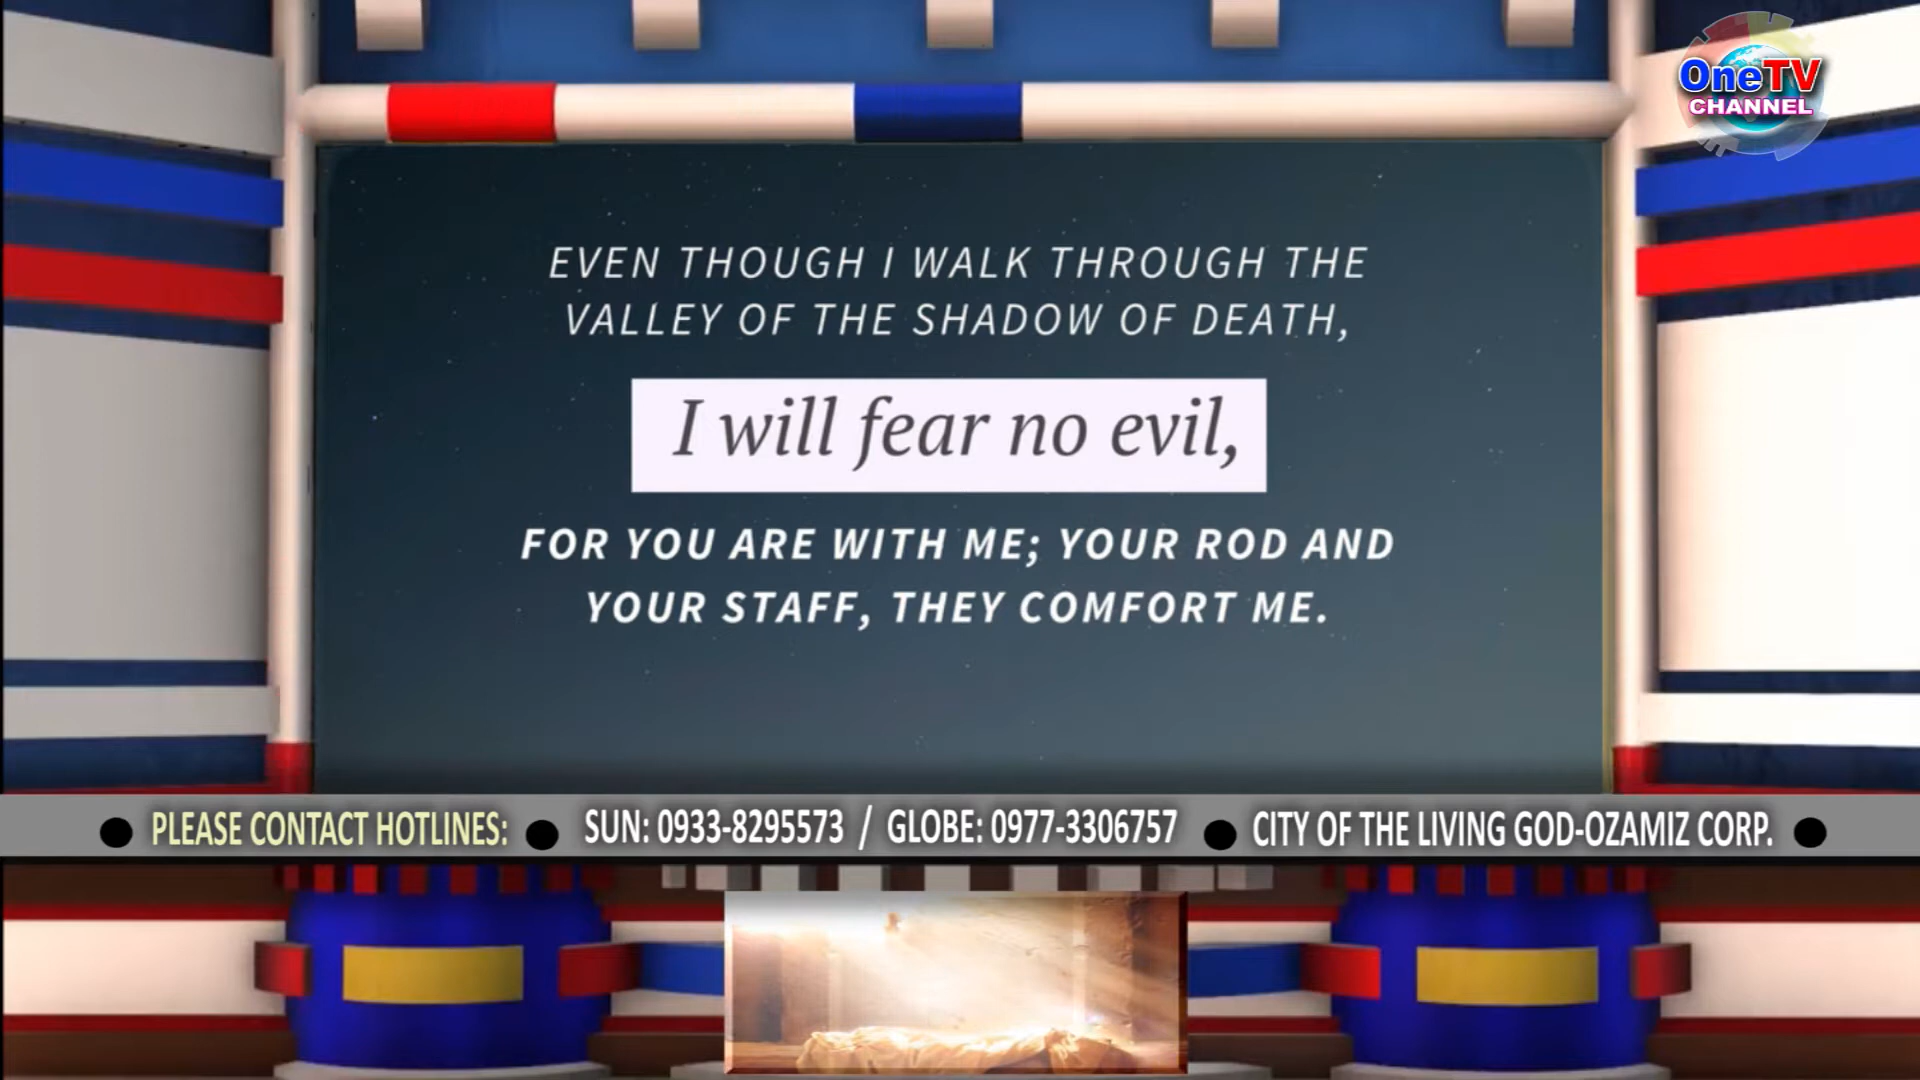 OneTV
CHANNEL
EVEN THOUGH I WALK THROUGH THE
VALLEY OF THE SHADOW OF DEATH,
I will fear no evil,
FOR YOU ARE WITH ME; YOUR ROD AND
YOUR STAFF, THEY COMFORT ME.
PLEASE CONTACT HOTLINES: SUN: 0933-8295573 / GLOBE: 0977-3306757 CITY OF THE LIVING GOD-OZAMIZ CORP.